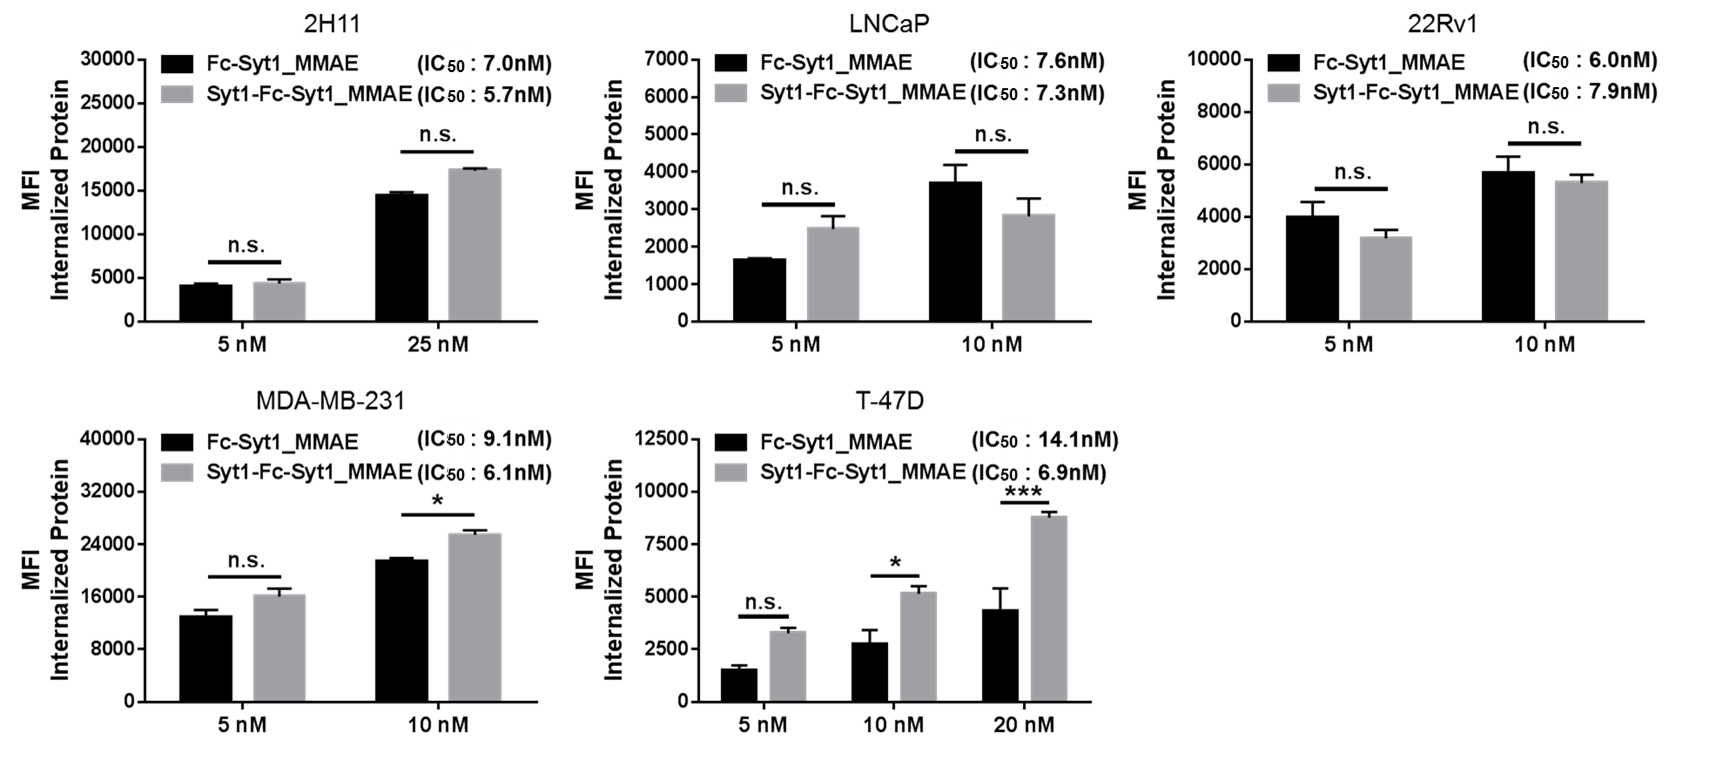 2H11
MFI
Internalized Protein
30000
25000
20000
15000
10000
5000
0
Fc-Syt1_MMAE (IC50 : 7.0nM)
Syt1-Fc-Syt1_MMAE (IC50 : 5.7nM)
n.s.
n.s.
5 nM
25 nM
LNCaP
MFI
Internalized Protein
7000
6000
5000
4000
3000
2000
1000
0
Fc-Syt1_MMAE (IC50 : 7.6nM)
Syt1-Fc-Syt1_MMAE (IC50 : 7.3nM)
n.s.
n.s.
5 nM
10 nM
22Rv1
MFI
Internalized Protein
10000
8000
6000
4000
2000
0
Fc-Syt1_MMAE (IC50 : 6.0nM)
Syt1-Fc-Syt1_MMAE (IC50 : 7.9nM)
n.s.
n.s.
5 nM
10 nM
MDA-MB-231
MFI
Internalized Protein
40000
32000
24000
16000
8000
0
Fc-Syt1_MMAE (IC50 : 9.1nM)
Syt1-Fc-Syt1_MMAE (IC50 : 6.1nM)
n.s.
*
5 nM
10 nM
T-47D
MFI
Internalized Protein
12500
10000
7500
5000
2500
0
Fc-Syt1_MMAE (IC50 : 14.1nM)
Syt1-Fc-Syt1_MMAE (IC50 : 6.9nM)
n.s.
*
***
5 nM
10 nM
20 nM